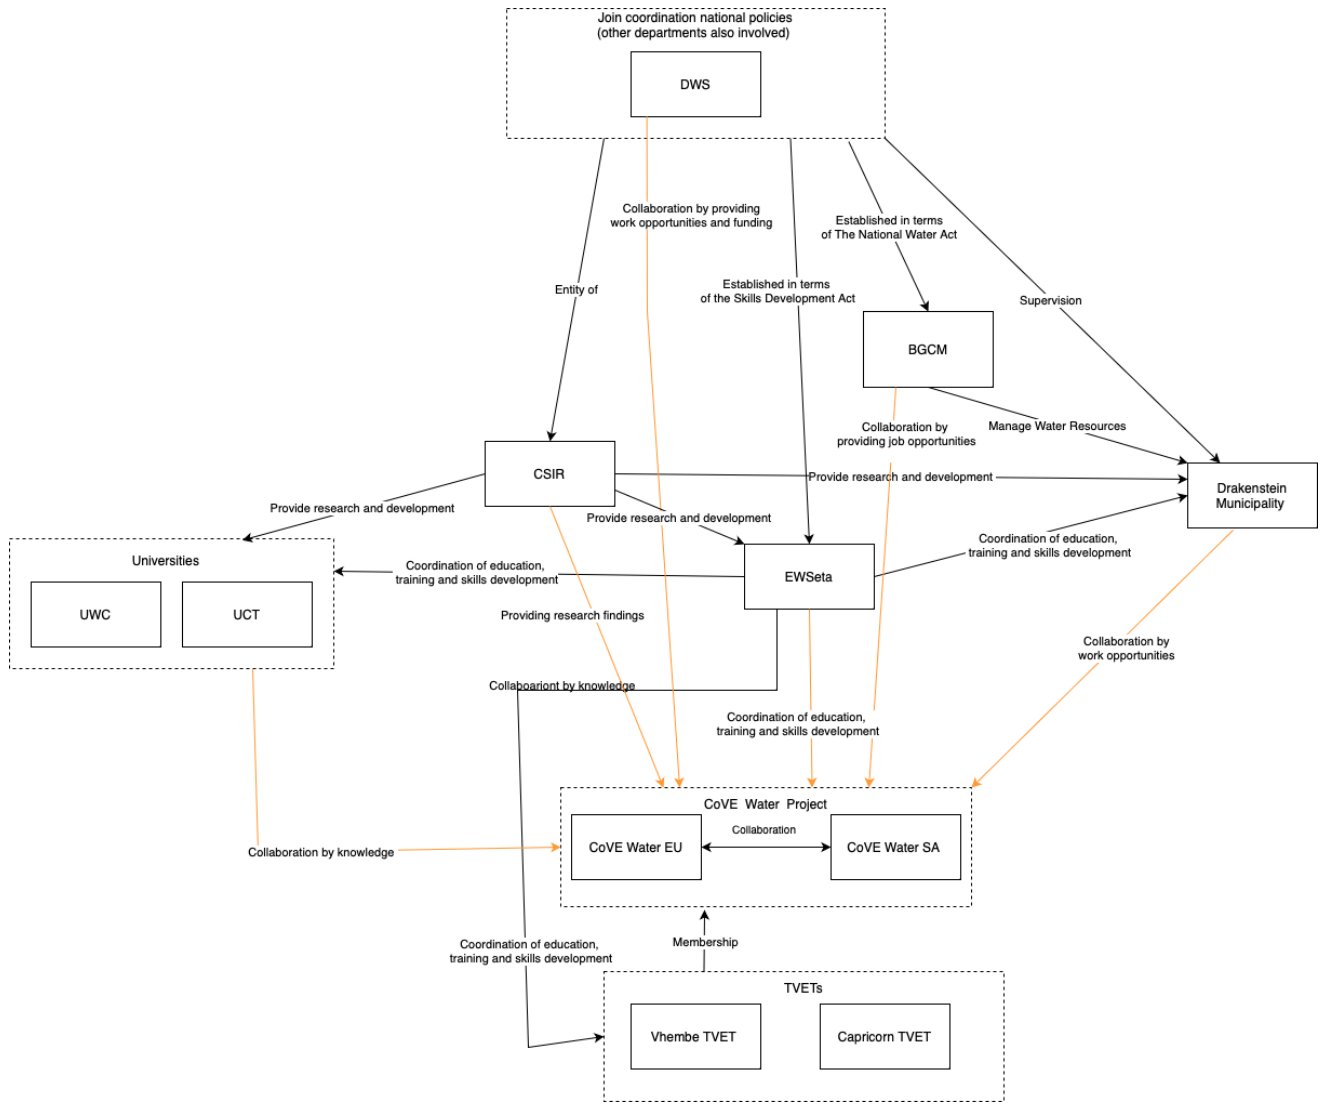 Join coordination national policies
(other departments also involved)
DWS
Collaboration by providing
work opportunities and funding
Established in terms
of The National Water Act
Entity of
Established in terms
of the Skills Development Act
Supervision
BGCM
Collaboration by
providing job opportunities
Manage Water Resources
CSIR
Provide research and development
Drakenstein
Municipality
Provide research and development
Provide research and development
Coordination of education,
training and skills development
Universities
Coordination of education,
training and skills development
EWSeta
UWC
UCT
Providing research findings
Collaboration by
work opportunities
Collaboariont by knowledge
Coordination of education,
training and skills development
CoVE Water Project
Collaboration
CoVE Water EU
CoVE Water SA
Collaboration by knowledge
Coordination of education,
training and skills development
Membership
TVETs
Vhembe TVET
Capricorn TVET